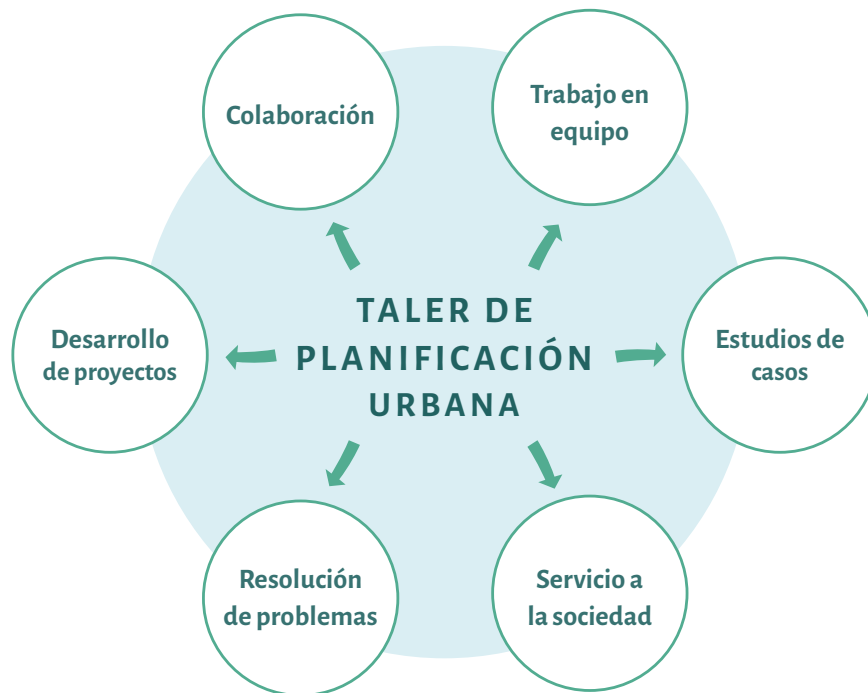 Colaboración
Trabajo en
equipo
TALER DE
PLANIFICACIÓN
URBANA
Desarrollo
de proyectos
Estudios de
casos
Resolución
de problemas
Servicio a
la sociedad